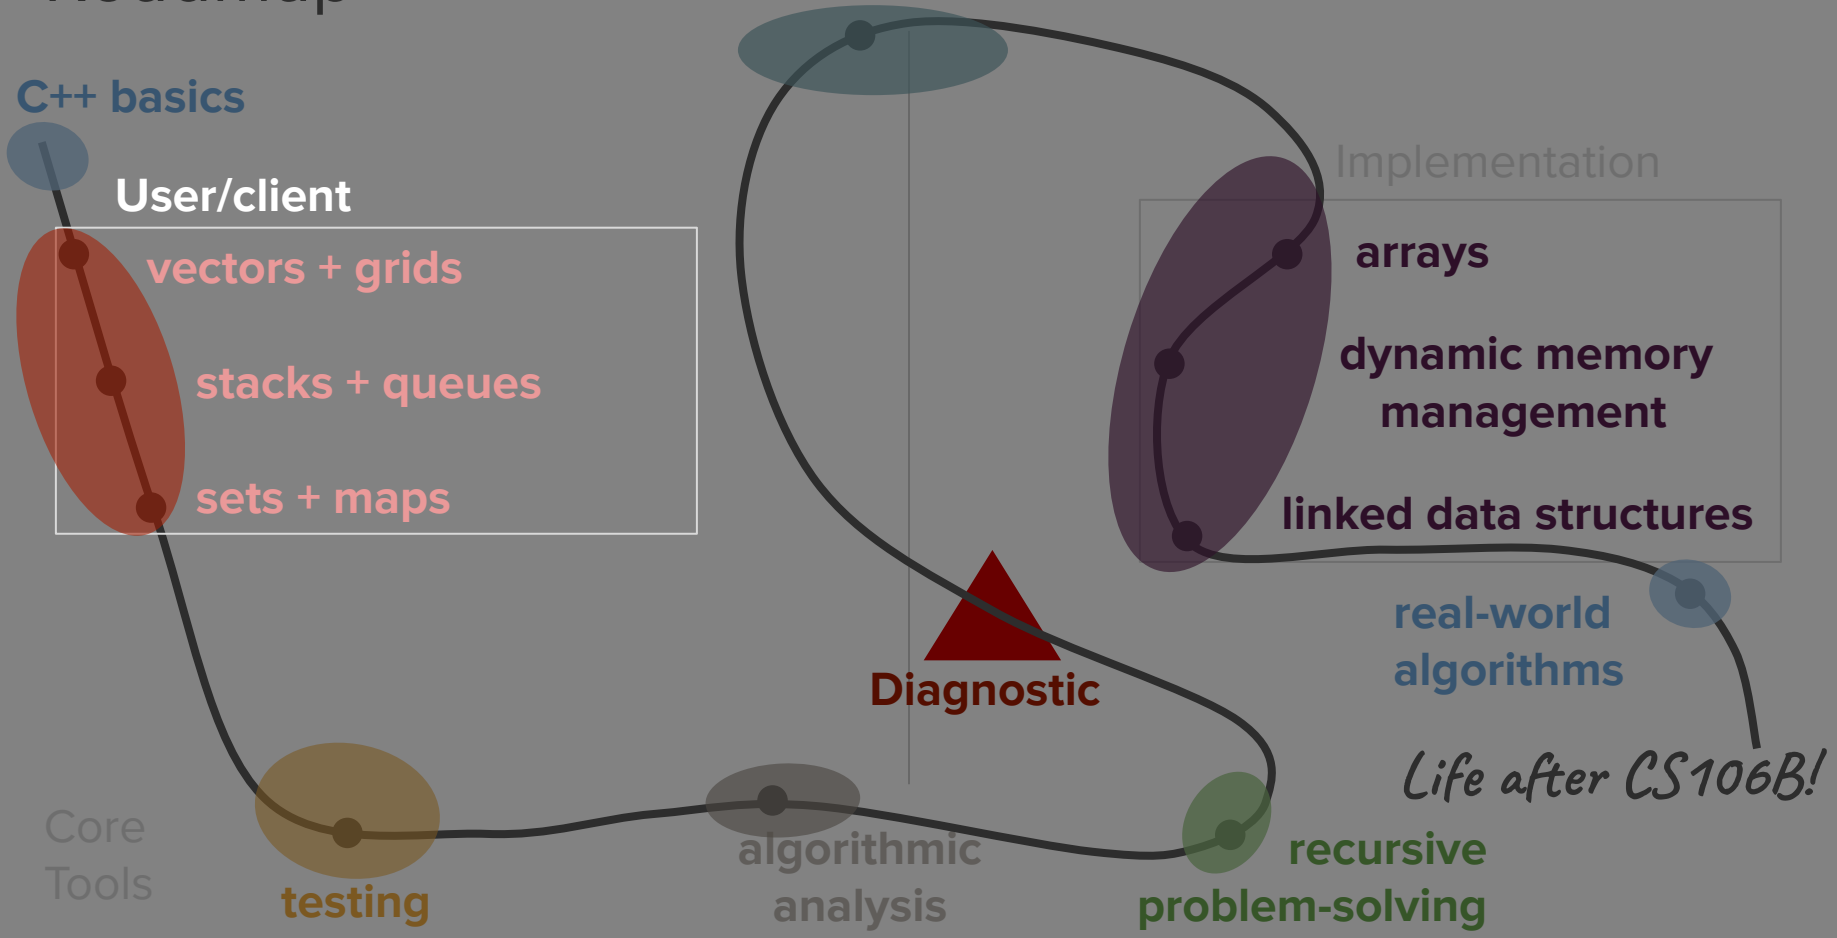 Roadmap
C++ basics
User/client
vectors + grids
stacks + queues
sets + maps
Core
Tools
testing
algorithmic
analysis
recursive
problem-solving
Diagnostic
Implementation
arrays
dynamic memory
management
linked data structures
real-world
algorithms
Life after CS106B!